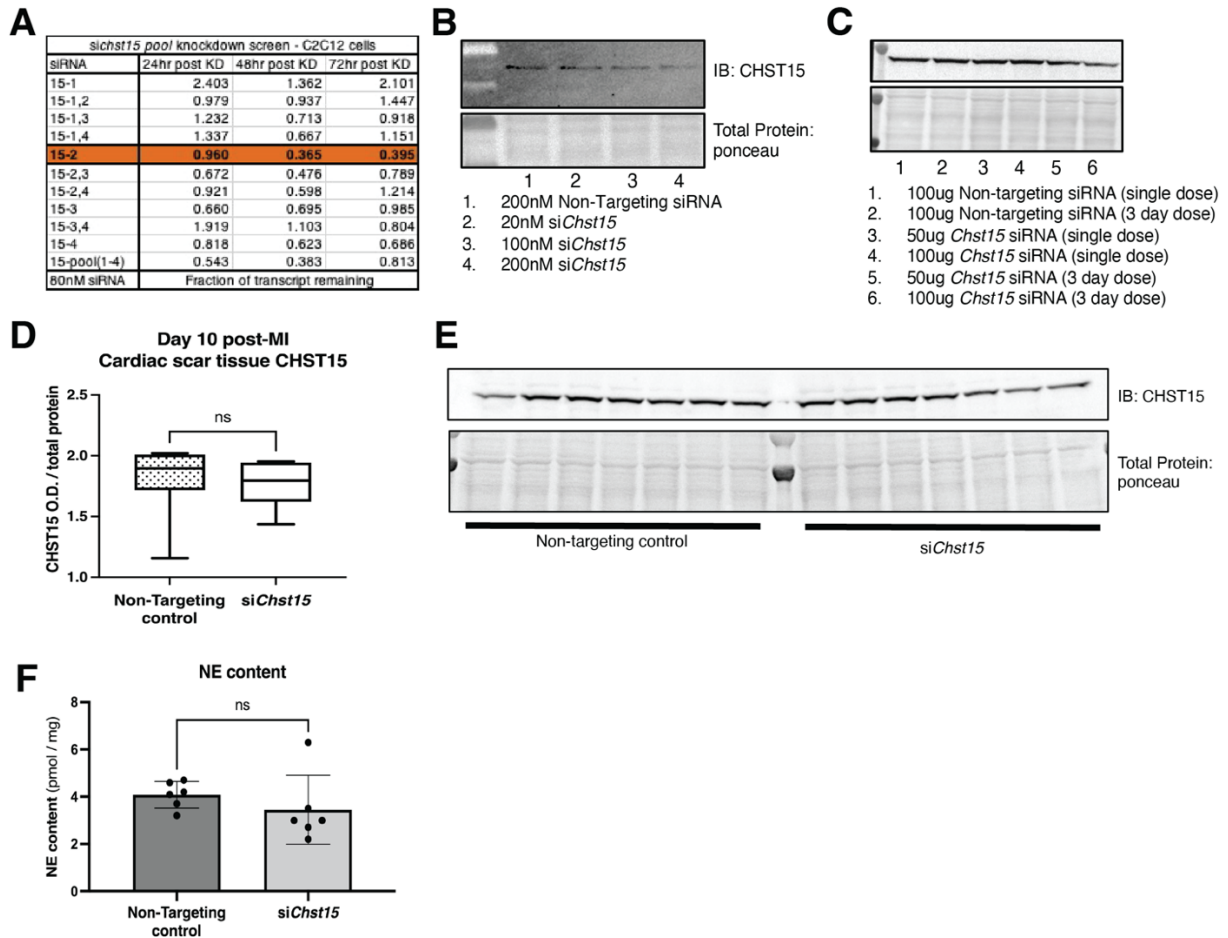 A
sichst15 pool knockdown screen - C2C12 cells
siRNA 24hr post KD 48hr post KD 72hr post KD
15-1 2.403 1.362 2.101
15-1,2 0.979 0.937 1.447
15-1,3 1.232 0.713 0.918
15-1,4 1.337 0.667 1.151
15-2 0.960 0.365 0.395
15-2,3 0.672 0.476 0.789
15-2,4 0.921 0.598 1.214
15-3 0.660 0.695 0.985
15-3,4 1.919 1.103 0.804
15-4 0.818 0.623 0.686
15-pool(1-4) 0.543 0.383 0.813
80nM siRNA Fraction of transcript remaining
B
IB: CHST15
Total Protein:
ponceau
1 2 3 4
1. 200nM Non-Targeting siRNA
2. 20nM siChst15
3. 100nM siChst15
4. 200nM siChst15
C
1 2 3 4 5 6
1. 100ug Non-targeting siRNA (single dose)
2. 100ug Non-targeting siRNA (3 day dose)
3. 50ug Chst15 siRNA (single dose)
4. 100ug Chst15 siRNA (single dose)
5. 50ug Chst15 siRNA (3 day dose)
6. 100ug Chst15 siRNA (3 day dose)
D
Day 10 post-MI
Cardiac scar tissue CHST15
CHST15 O.D. / total protein
2.5
2.0
1.5
1.0
ns
Non-Targeting
control
siChst15
E
IB: CHST15
Total Protein:
ponceau
Non-targeting control
siChst15
F
NE content
NE content (pmol / mg)
8
6
4
2
0
ns
Non-Targeting
control
siChst15